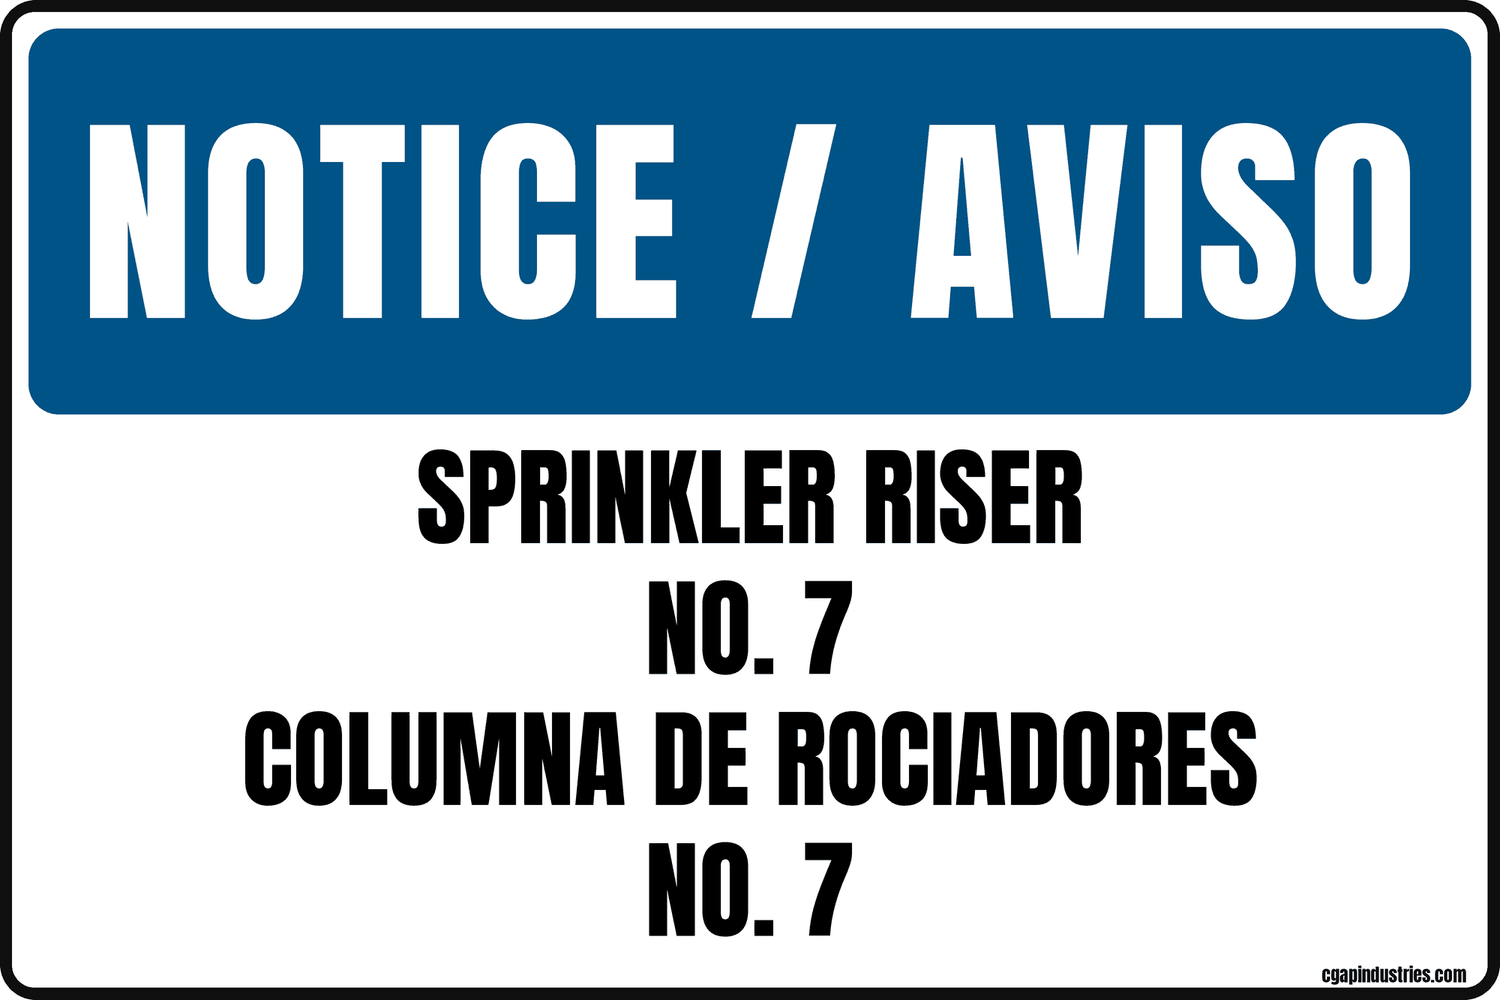 NOTICE / AVISO
SPRINKLER RISER
NO. 7
COLUMNA DE ROCIADORES
NO. 7
cgapindustries.com